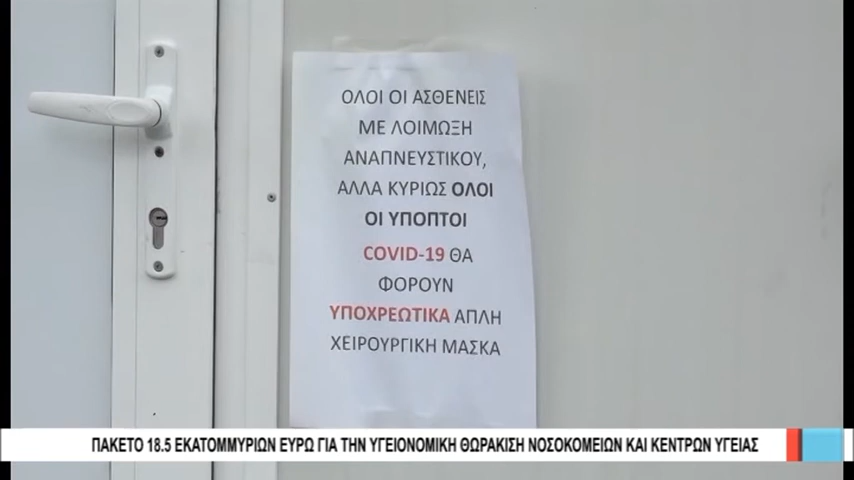 ΟΛΟΙ ΟΙ ΑΣΘΕΝΕΙΣ
ΜΕ ΛΟΙΜΩΞΗ
ΑΝΑΠΝΕΥΣΤΙΚΟΥ,
ΑΛΛΑ ΚΥΡΙΩΣ ΟΛΟΙ
ΟΙ ΥΠΟΠΤΟΙ
COVID-19 ΘΑ
ΦΟΡΟΥΝ
ΥΠΟΧΡΕΩΤΙΚΑ ΑΠΛΗ
ΧΕΙΡΟΥΡΓΙΚΗ ΜΑΣΚΑ
ΠΑΚΕΤΟ 18.5 ΕΚΑΤΟΜΜΥΡΙΩΝ ΕΥΡΩ ΓΙΑ ΤΗΝ ΥΓΕΙΟΝΟΜΙΚΗ ΘΩΡΑΚΙΣΗ ΝΟΣΟΚΟΜΕΙΩΝ ΚΑΙ ΚΕΝΤΡΩΝ ΥΓΕΙΑΣ